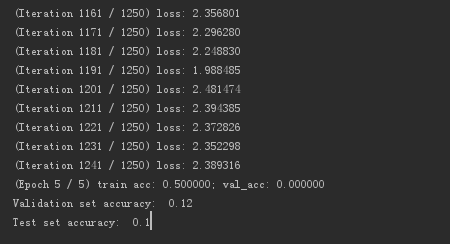 (Iteration 1161 / 1250) loss: 2.356801
(Iteration 1171 / 1250) loss: 2.296280
(Iteration 1181 / 1250) loss: 2.248830
(Iteration 1191 / 1250) loss: 1.988485
(Iteration 1201 / 1250) loss: 2.481474
(Iteration 1211 / 1250) loss: 2.394385
(Iteration 1221 / 1250) loss: 2.372826
(Iteration 1231 / 1250) loss: 2.352298
(Iteration 1241 / 1250) loss: 2.389316
(Epoch 5 / 5) train acc: 0.500000; val_acc: 0.000000
Validation set accuracy:  0.12
Test set accuracy:  0.1